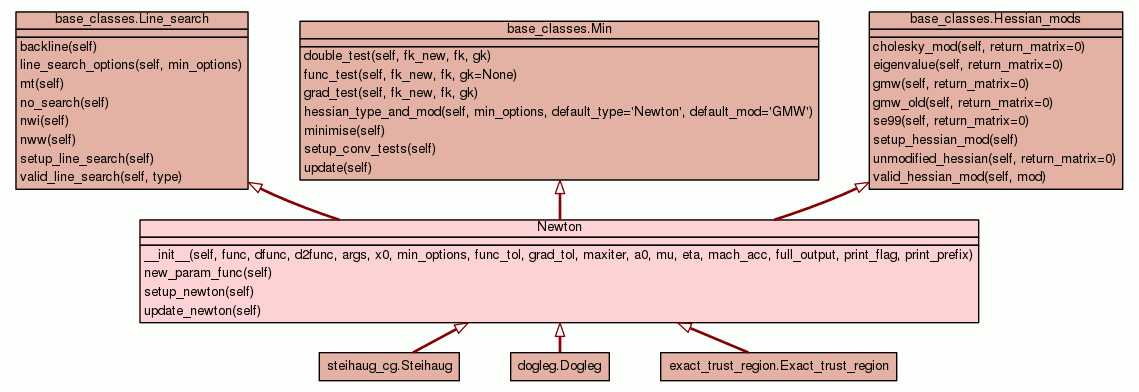 base_classes.Line_search
backline(self)
line_search_options(self, min_options)
mt(self)
no_search(self)
nwi(self)
nww(self)
setup_line_search(self)
valid_line_search(self, type)
base_classes.Min
double_test(self, fk_new, fk, gk)
func_test(self, fk_new, fk, gk=None)
grad_test(self, fk_new, fk, gk)
hessian_type_and_mod(self, min_options, default_type='Newton', default_mod='GMW')
minimise(self)
setup_conv_tests(self)
update(self)
base_classes.Hessian_mods
cholesky_mod(self, return_matrix=0)
eigenvalue(self, return_matrix=0)
gmw(self, return_matrix=0)
gmw_old(self, return_matrix=0)
se99(self, return_matrix=0)
setup_hessian_mod(self)
unmodified_hessian(self, return_matrix=0)
valid_hessian_mod(self, mod)
Newton
__init__(self, func, dfunc, d2func, args, x0, min_options, func_tol, grad_tol, maxiter, a0, mu, eta, mach_acc, full_output, print_flag, print_prefix)
new_param_func(self)
setup_newton(self)
update_newton(self)
steihaug_cg.Steihaug
dogleg.Dogleg
exact_trust_region.Exact_trust_region